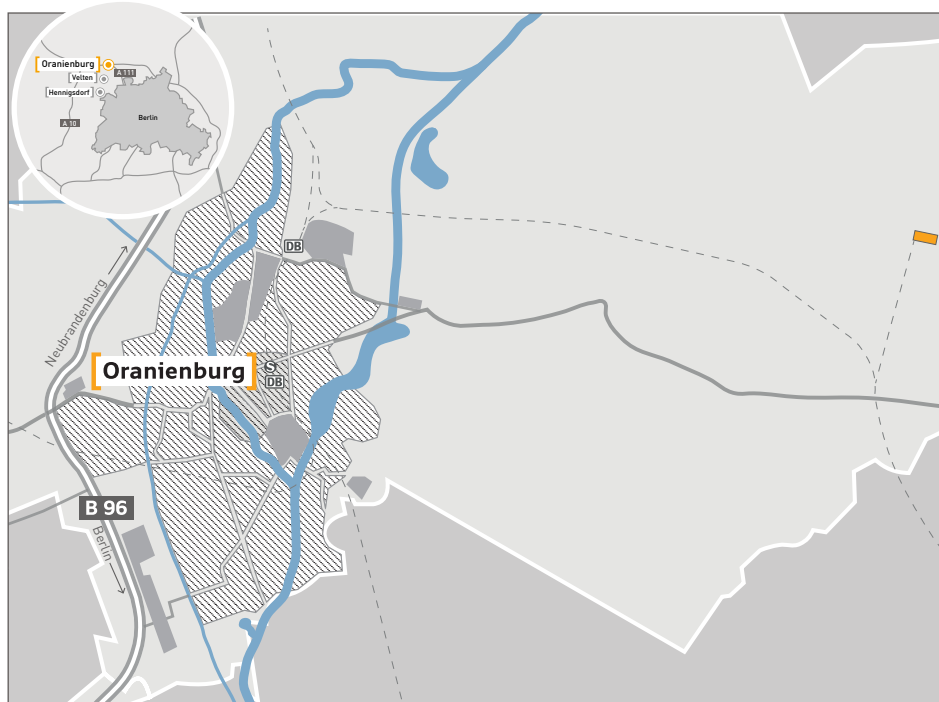 Oranienburg
A 111
Velten
Hennigsdorf
Berlin
A 10
DB
Neubrandenburg
Oranienburg
S
DB
B 96
Berlin